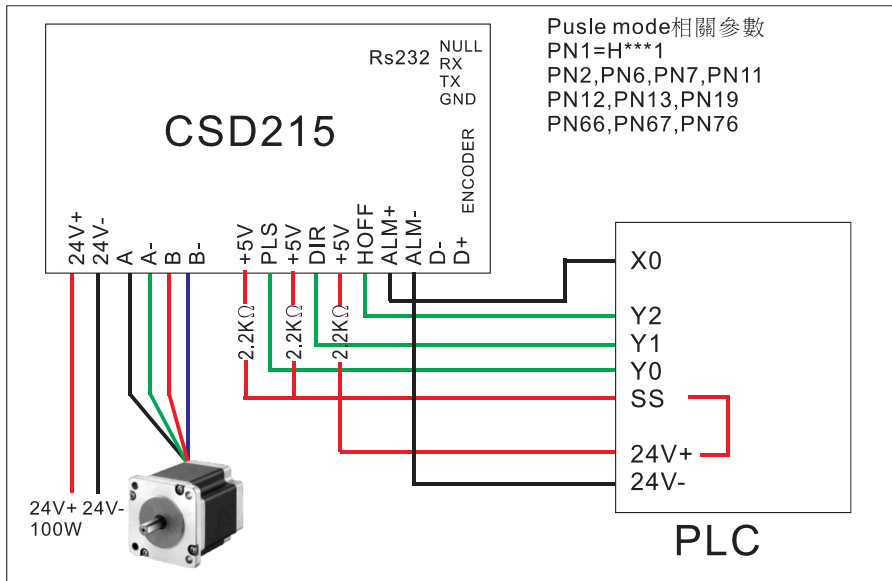 Pusle mode相關參數
PN1=H***1
PN2,PN6,PN7,PN11
PN12,PN13,PN19
PN66,PN67,PN76
Rs232
NULL
RX
TX
GND
CSD215
ENCODER
24V+
24V-
A
A-
B
B-
+5V
PLS
+5V
DIR
+5V
HOFF
ALM+
ALM-
D-
D+
2.2KΩ
2.2KΩ
2.2KΩ
X0
Y2
Y1
Y0
SS
24V+
24V-
PLC
24V+ 24V-
100W